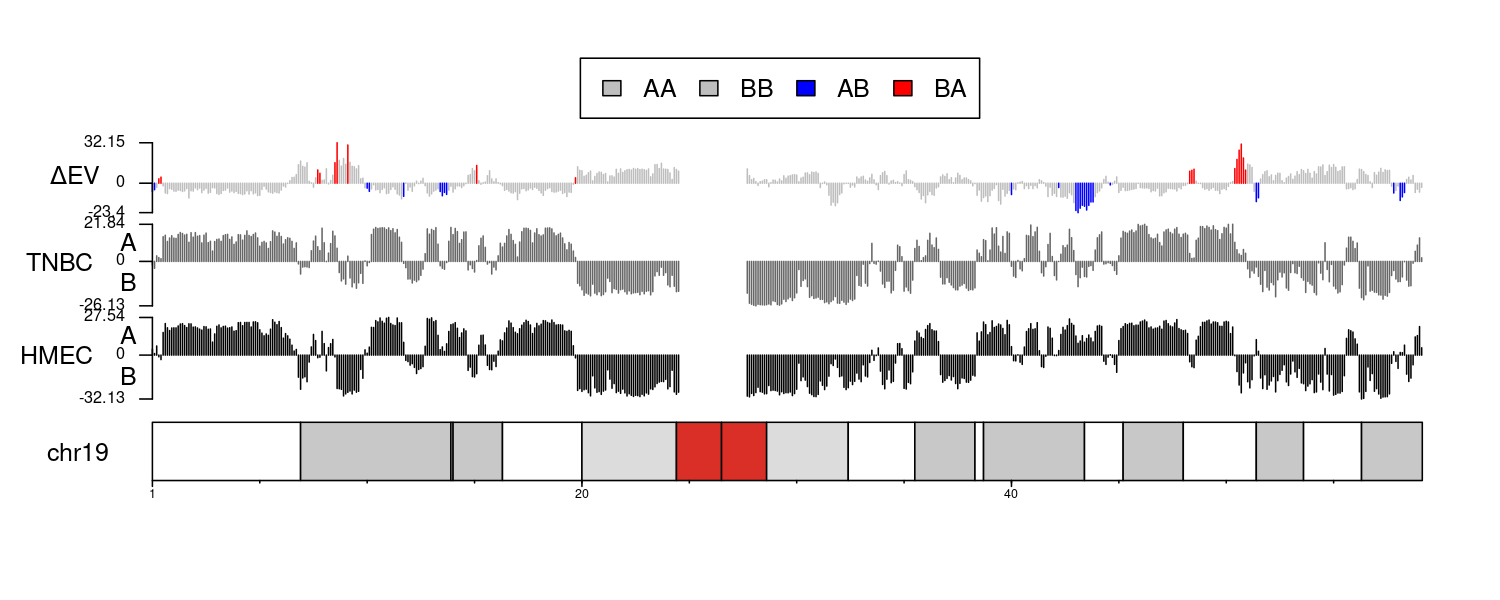 AA BB AB BA
32.15
ΔEV 0
-23.4
21.84
A
TNBC 0
B
-26.13
27.54
A
HMEC 0
B
-32.13
chr19
1 20 40